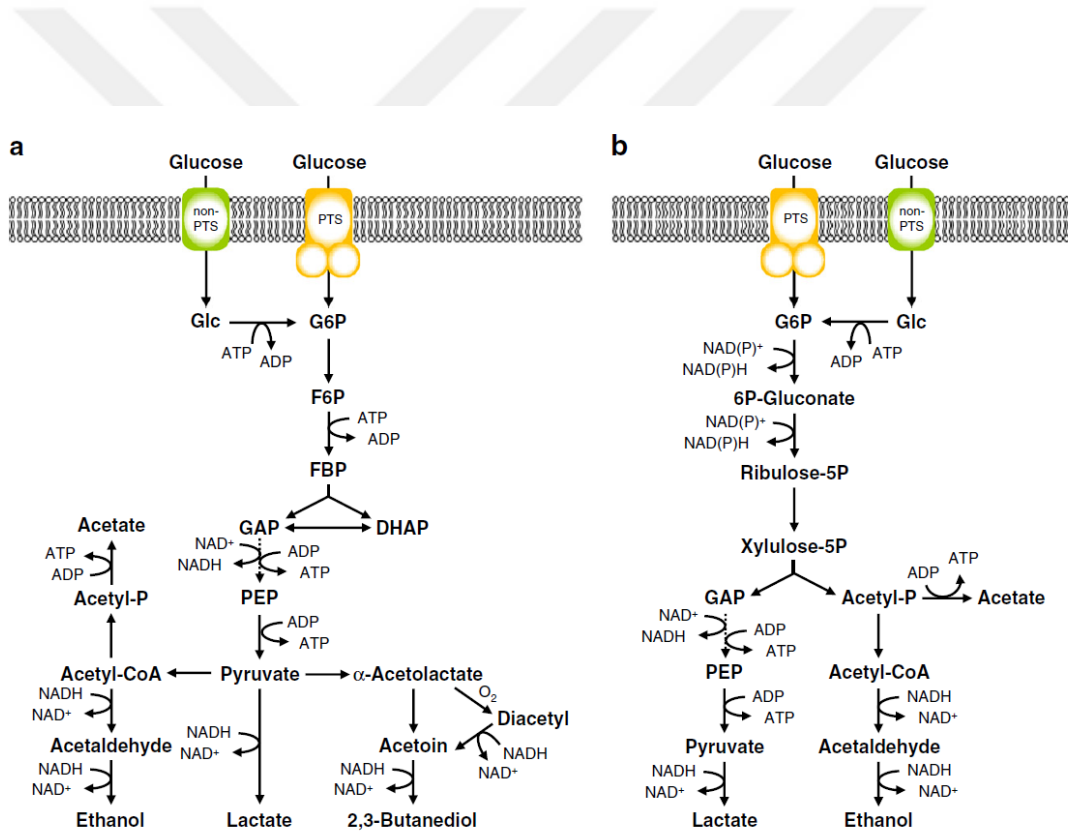 a
Glucose
Glucose
non-
PTS
PTS
Glc
G6P
ATP
ADP
F6P
ATP
ADP
FBP
GAP
DHAP
NAD+
NADH
ADP
ATP
PEP
ADP
ATP
Acetate
ATP
ADP
Acetyl-P
Acetyl-CoA
Pyruvate
α-Acetolactate
O2
NADH
NAD+
Acetaldehyde
NADH
NAD+
Ethanol
NADH
NAD+
Lactate
Diacetyl
NADH
NAD+
Acetoin
NADH
NAD+
2,3-Butanediol
b
Glucose
Glucose
PTS
non-
PTS
G6P
Glc
ADP
ATP
NAD(P)+
NAD(P)H
6P-Gluconate
NAD(P)+
NAD(P)H
Ribulose-5P
Xylulose-5P
GAP
Acetyl-P
ADP
ATP
Acetate
NAD+
NADH
ADP
ATP
PEP
ADP
ATP
Pyruvate
NADH
NAD+
Lactate
Acetyl-CoA
NADH
NAD+
Acetaldehyde
NADH
NAD+
Ethanol